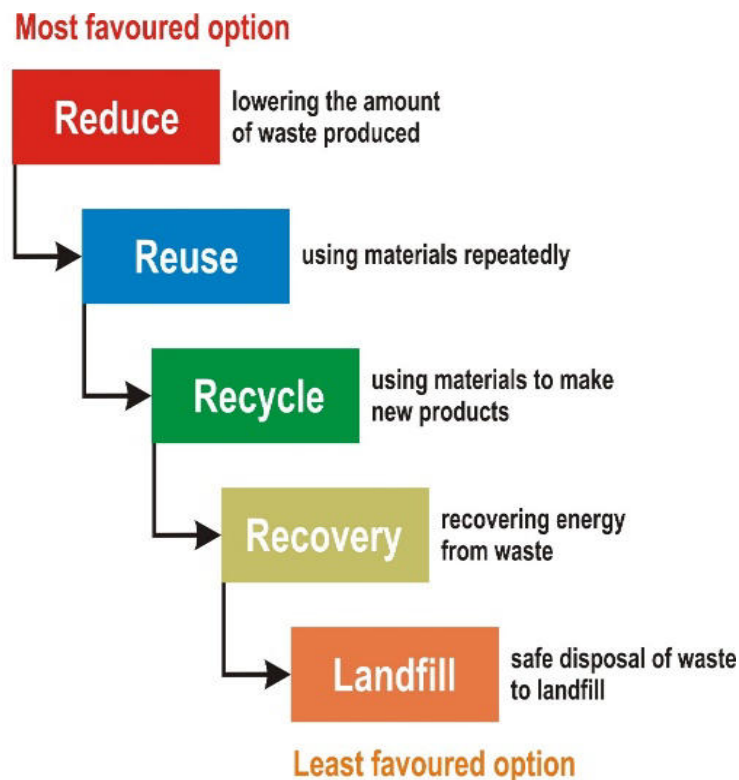 Most favoured option
Reduce
lowering the amount
of waste produced
Reuse
using materials repeatedly
Recycle
using materials to make
new products
Recovery
recovering energy
from waste
Landfill
safe disposal of waste
to landfill
Least favoured option